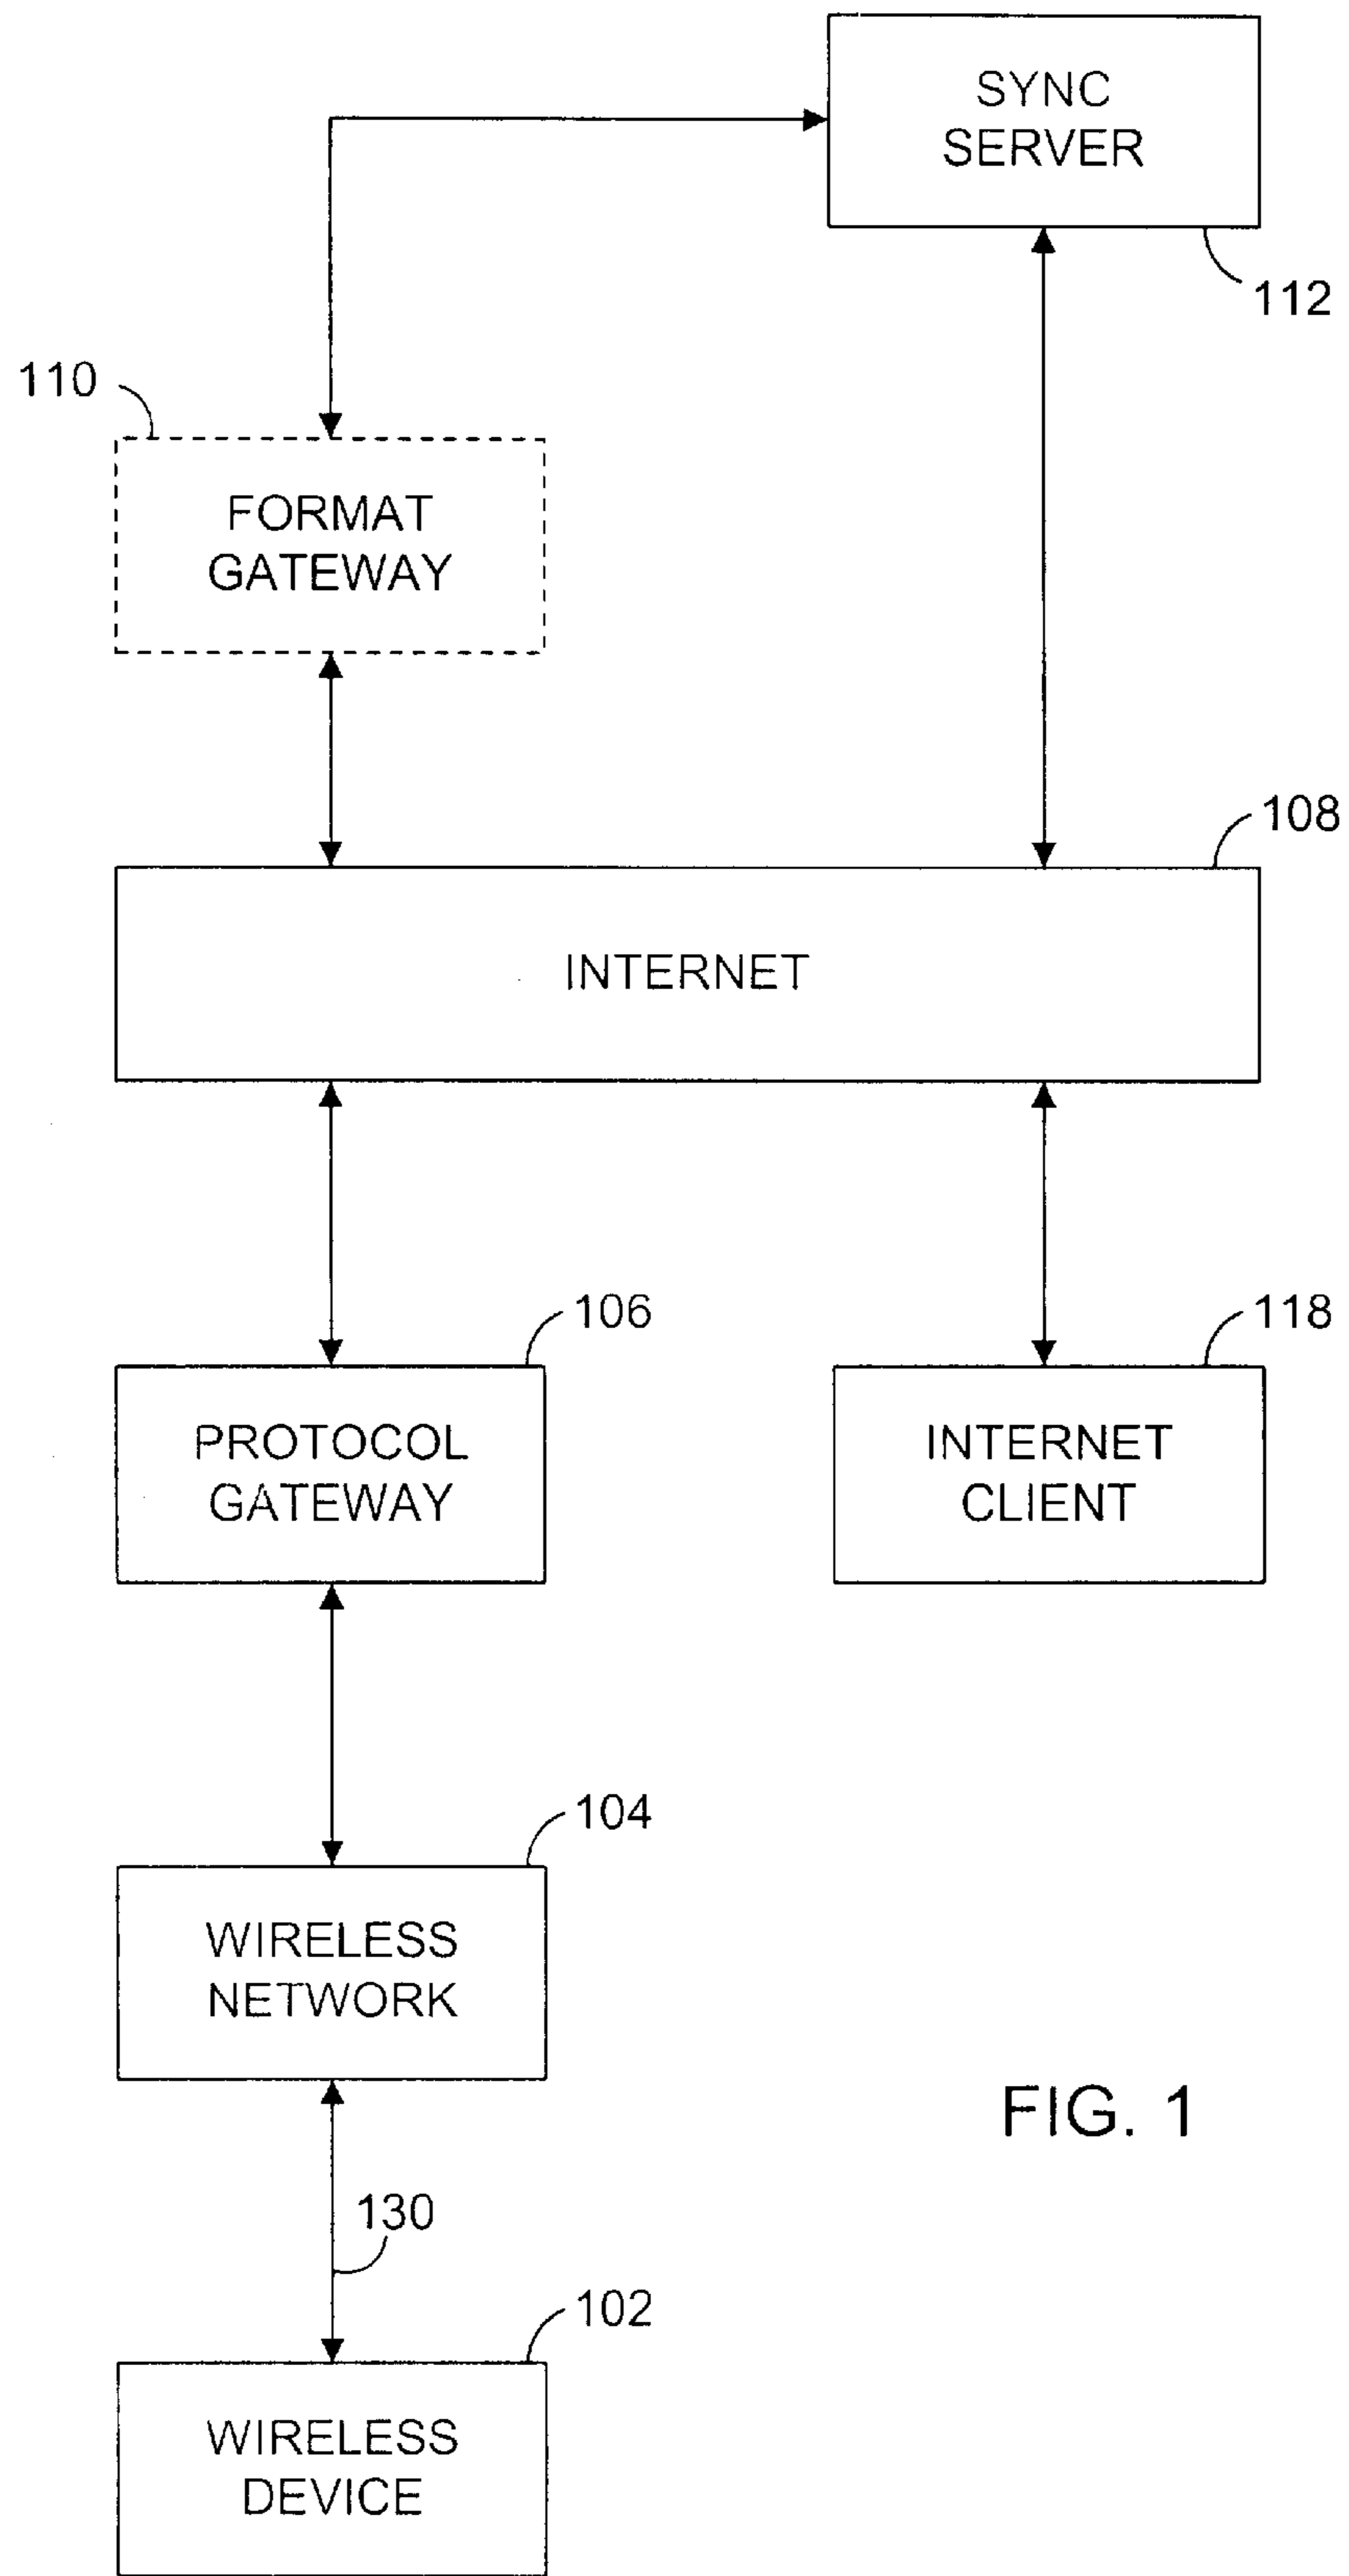 SYNC
SERVER
112
110
FORMAT
GATEWAY
108
INTERNET
106
118
PROTOCOL
GATEWAY
INTERNET
CLIENT
104
WIRELESS
NETWORK
FIG. 1
130
102
WIRELESS
DEVICE